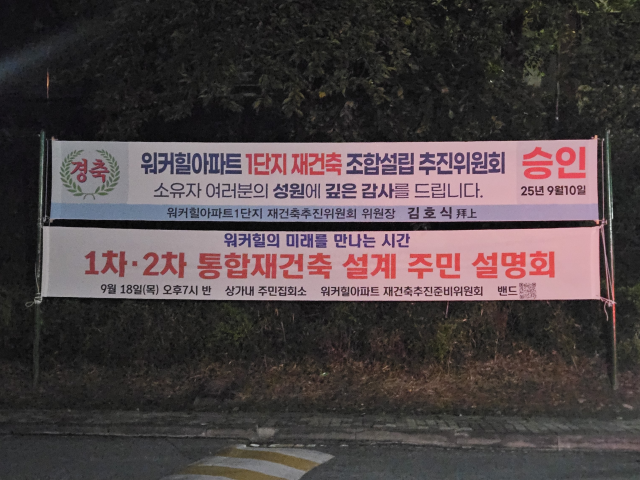 경축
워커힐아파트 1단지 재건축 조합설립 추진위원회
승인
소유자 여러분의 성원에 깊은 감사를 드립니다.
25년 9월10일
워커힐아파트1단지 재건축추진위원회 위원장 김호식 拜上
워커힐의 미래를 만나는 시간
1차·2차 통합재건축 설계 주민 설명회
9월 18일(목) 오후7시 반 상가내 주민집회소 워커힐아파트 재건축추진준비위원회 밴드